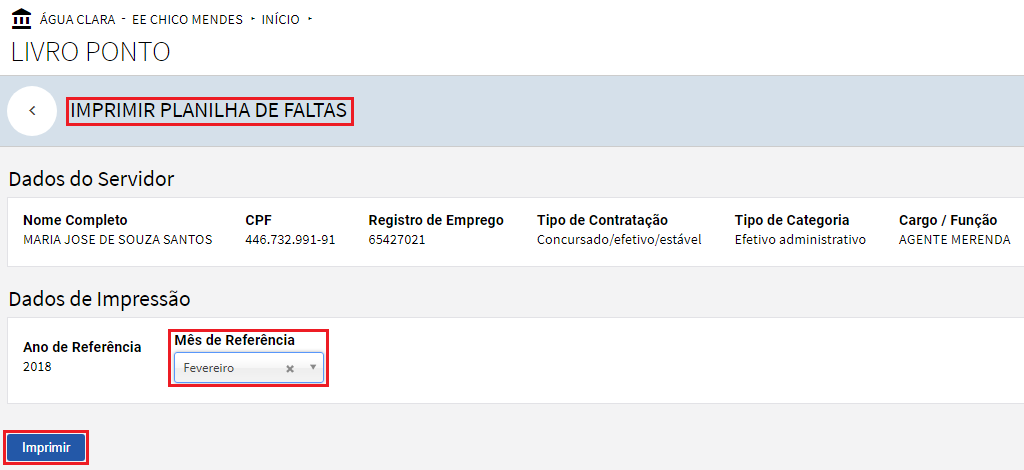 ÁGUA CLARA - EE CHICO MENDES ‣ INÍCIO ‣
LIVRO PONTO
IMPRIMIR PLANILHA DE FALTAS
Dados do Servidor
Nome Completo CPF Registro de Emprego Tipo de Contratação Tipo de Categoria Cargo / Função
MARIA JOSE DE SOUZA SANTOS 446.732.991-91 65427021 Concursado/efetivo/estável Efetivo administrativo AGENTE MERENDA
Dados de Impressão
Ano de Referência Mês de Referência
2018 Fevereiro
Imprimir